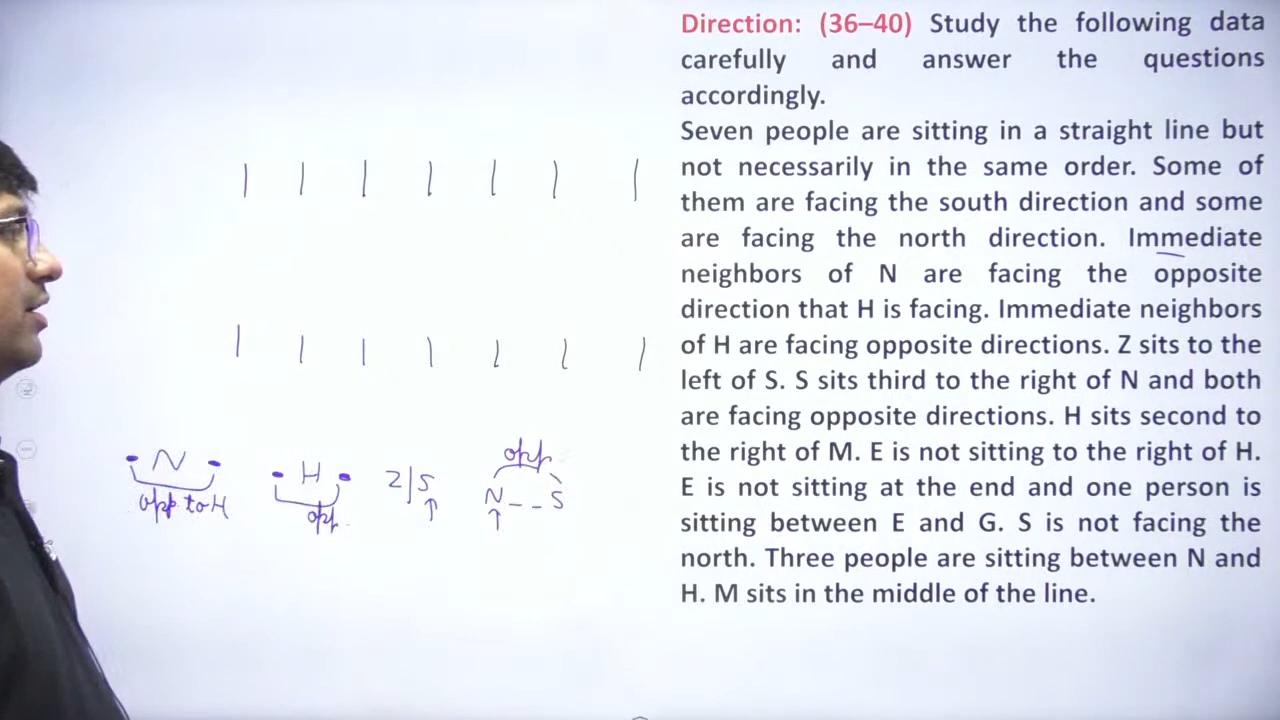 Direction: (36–40) Study the following data
carefully and answer the questions
accordingly.
Seven people are sitting in a straight line but
not necessarily in the same order. Some of
them are facing the south direction and some
are facing the north direction. Immediate
neighbors of N are facing the opposite
direction that H is facing. Immediate neighbors
of H are facing opposite directions. Z sits to the
left of S. S sits third to the right of N and both
are facing opposite directions. H sits second to
the right of M. E is not sitting to the right of H.
E is not sitting at the end and one person is
sitting between E and G. S is not facing the
north. Three people are sitting between N and
H. M sits in the middle of the line.
N
opp to H
H
opp.
Z|S
↑
opp.
N - - S
↑